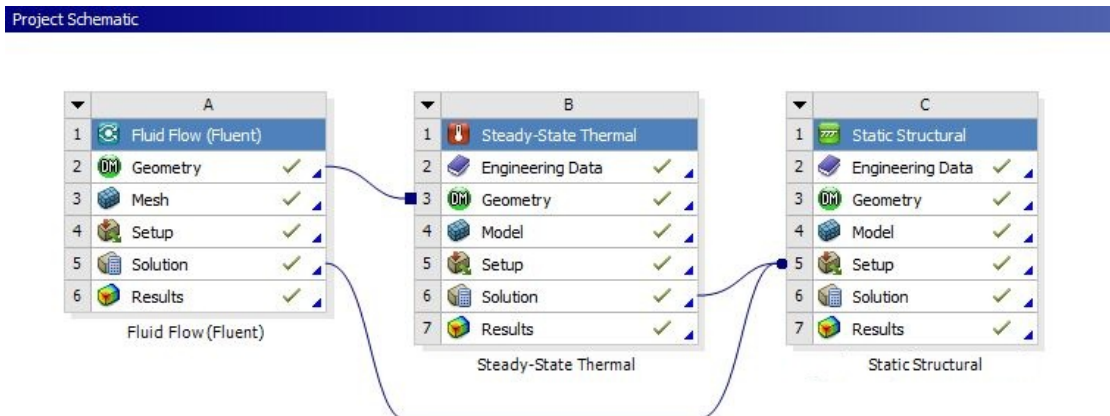 Project Schematic
A
1 Fluid Flow (Fluent)
2 DM Geometry
3 Mesh
4 Setup
5 Solution
6 Results
Fluid Flow (Fluent)
B
1 Steady-State Thermal
2 Engineering Data
3 DM Geometry
4 Model
5 Setup
6 Solution
7 Results
Steady-State Thermal
C
1 Static Structural
2 Engineering Data
3 DM Geometry
4 Model
5 Setup
6 Solution
7 Results
Static Structural